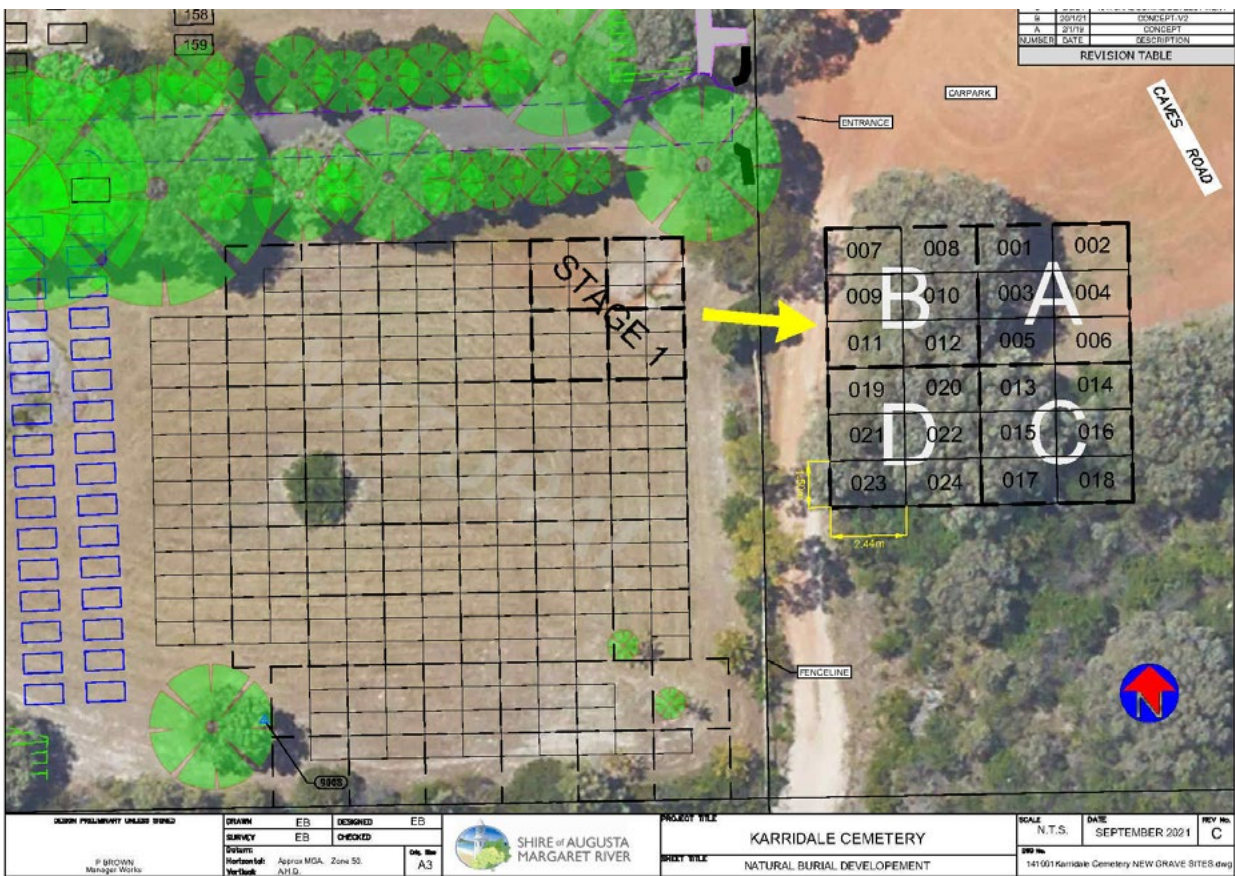 158
159
B 20/1/21 CONCEPT-V2
A 2/1/19 CONCEPT
NUMBER DATE DESCRIPTION
REVISION TABLE
CARPARK
CAVES ROAD
ENTRANCE
STAGE 1
007 008 001 002
009 010 003 004
B A
011 012 005 006
019 020 013 014
D C
021 022 015 016
023 024 017 018
1.50m
2.44m
FENCELINE
N
DESIGN PRELIMINARY UNLESS SIGNED
P BROWN
Manager Works
DRAWN EB DESIGNED EB
SURVEY EB CHECKED
Datum:
Horizontal: Approx MGA. Zone 50.
Vertical: A.H.D.
Orig. Size
A3
SHIRE of AUGUSTA
MARGARET RIVER
PROJECT TITLE
KARRIDALE CEMETERY
SHEET TITLE
NATURAL BURIAL DEVELOPEMENT
SCALE
N.T.S.
DATE
SEPTEMBER 2021
REV No.
C
141001Karridale Cemetery NEW GRAVE SITES.dwg